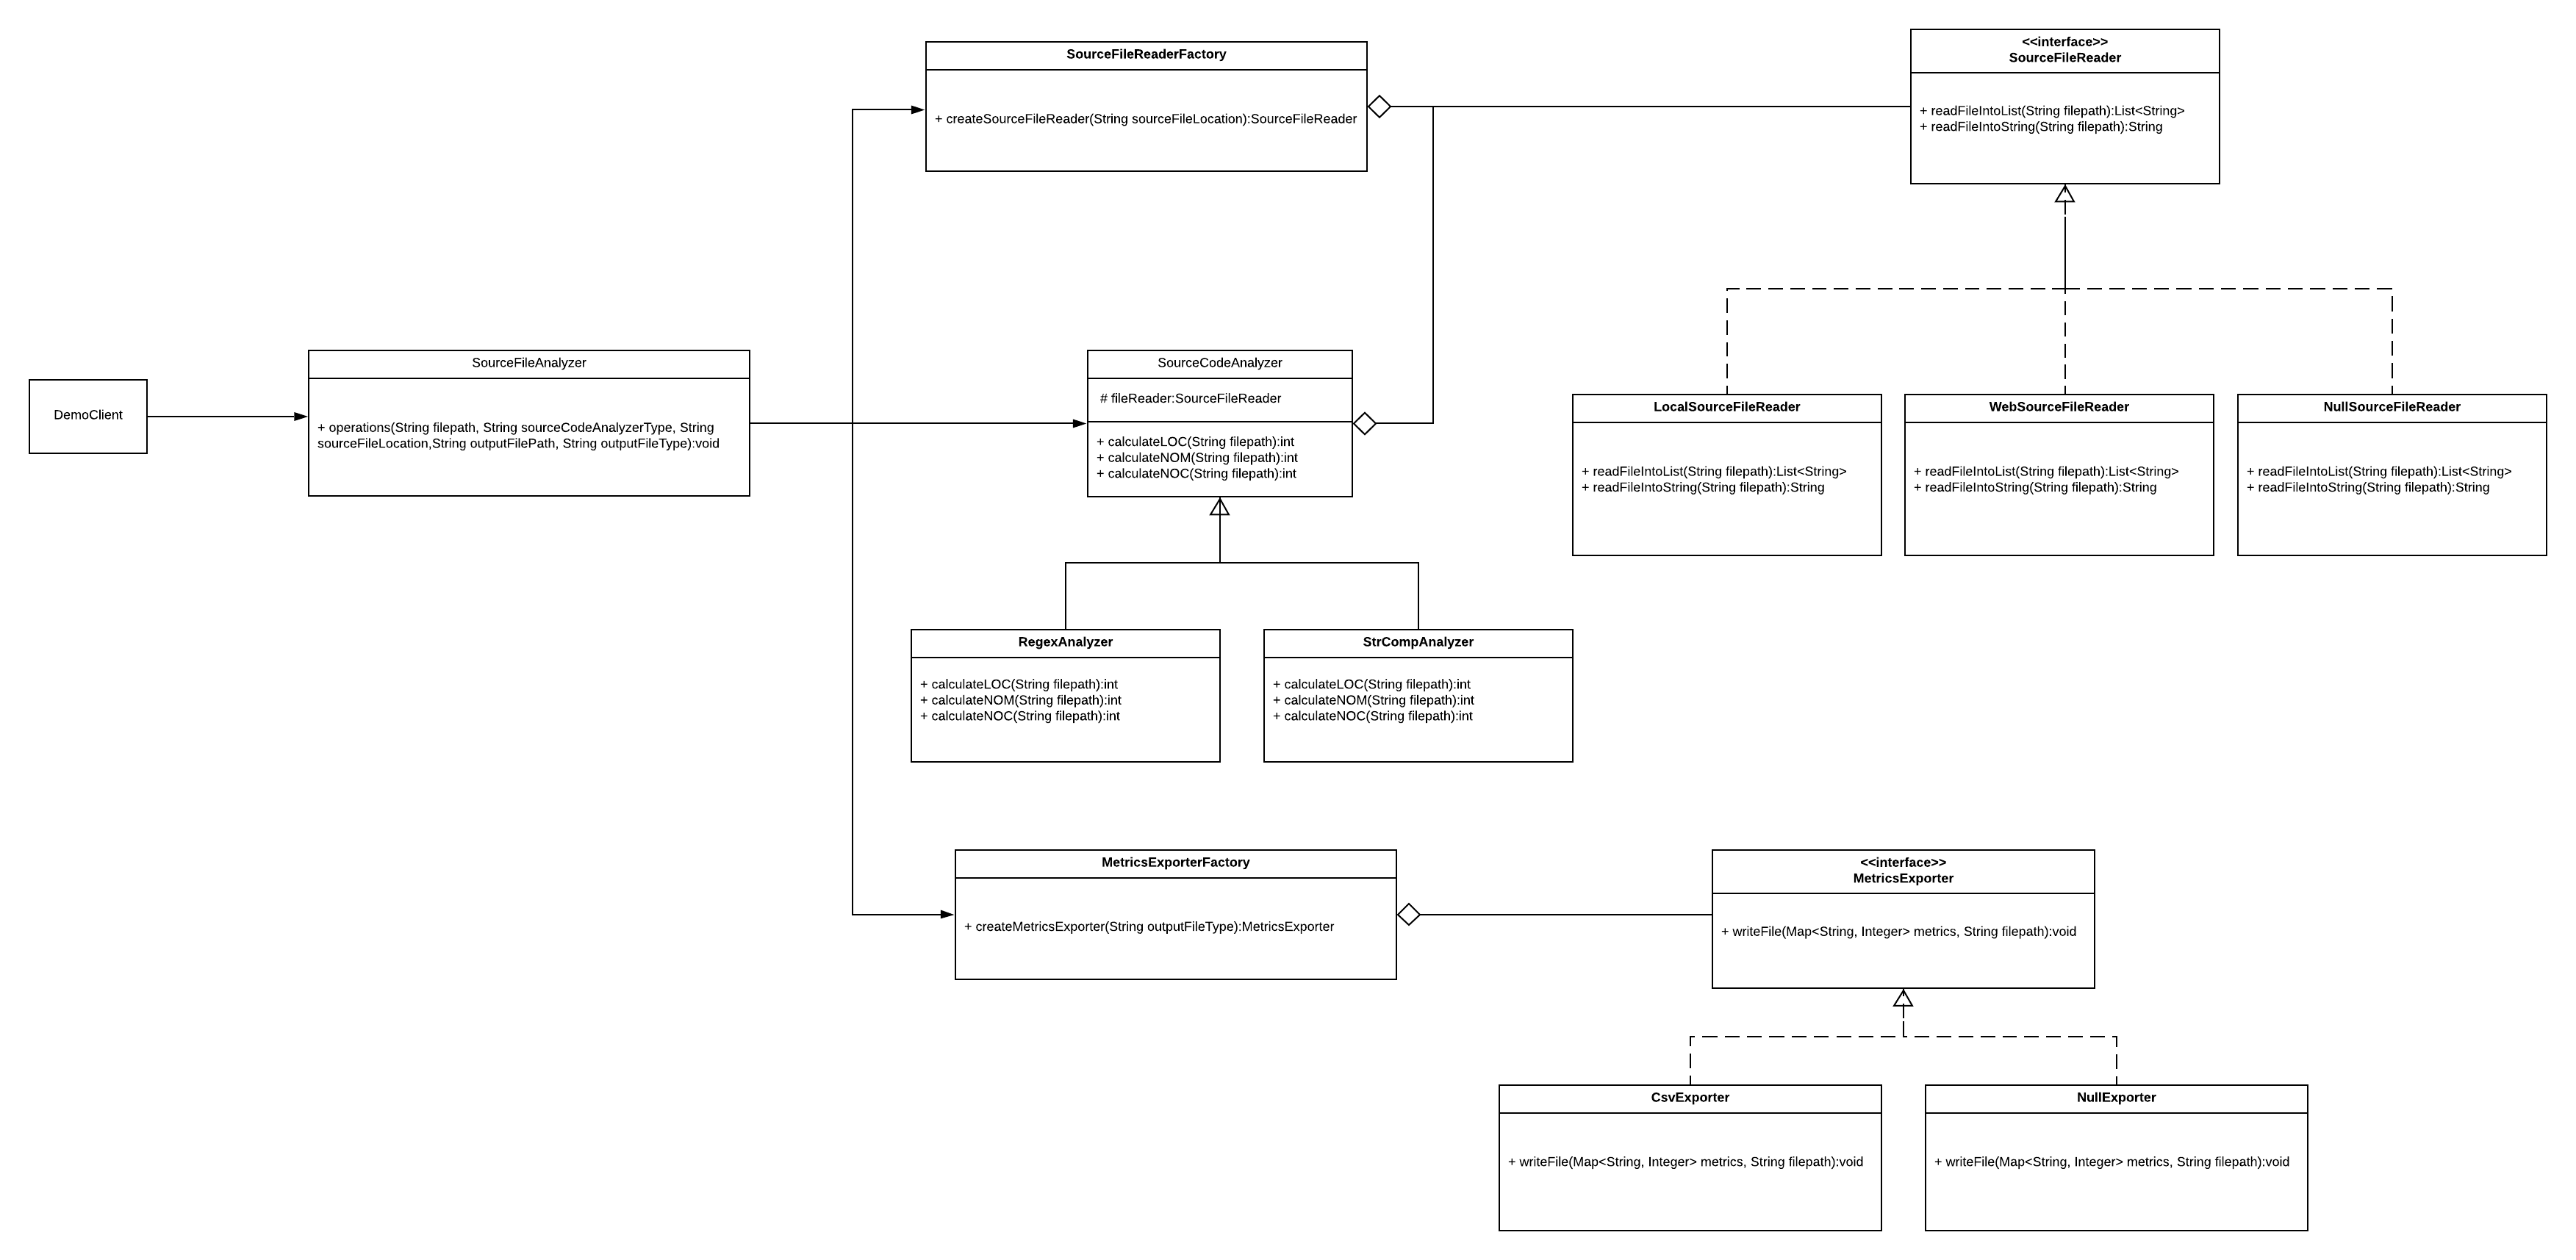 SourceFileReaderFactory
+ createSourceFileReader(String sourceFileLocation):SourceFileReader
<<interface>>
SourceFileReader
+ readFileIntoList(String filepath):List<String>
+ readFileIntoString(String filepath):String
DemoClient
SourceFileAnalyzer
+ operations(String filepath, String sourceCodeAnalyzerType, String
sourceFileLocation,String outputFilePath, String outputFileType):void
SourceCodeAnalyzer
# fileReader:SourceFileReader
+ calculateLOC(String filepath):int
+ calculateNOM(String filepath):int
+ calculateNOC(String filepath):int
LocalSourceFileReader
+ readFileIntoList(String filepath):List<String>
+ readFileIntoString(String filepath):String
WebSourceFileReader
+ readFileIntoList(String filepath):List<String>
+ readFileIntoString(String filepath):String
NullSourceFileReader
+ readFileIntoList(String filepath):List<String>
+ readFileIntoString(String filepath):String
RegexAnalyzer
+ calculateLOC(String filepath):int
+ calculateNOM(String filepath):int
+ calculateNOC(String filepath):int
StrCompAnalyzer
+ calculateLOC(String filepath):int
+ calculateNOM(String filepath):int
+ calculateNOC(String filepath):int
MetricsExporterFactory
+ createMetricsExporter(String outputFileType):MetricsExporter
<<interface>>
MetricsExporter
+ writeFile(Map<String, Integer> metrics, String filepath):void
CsvExporter
+ writeFile(Map<String, Integer> metrics, String filepath):void
NullExporter
+ writeFile(Map<String, Integer> metrics, String filepath):void